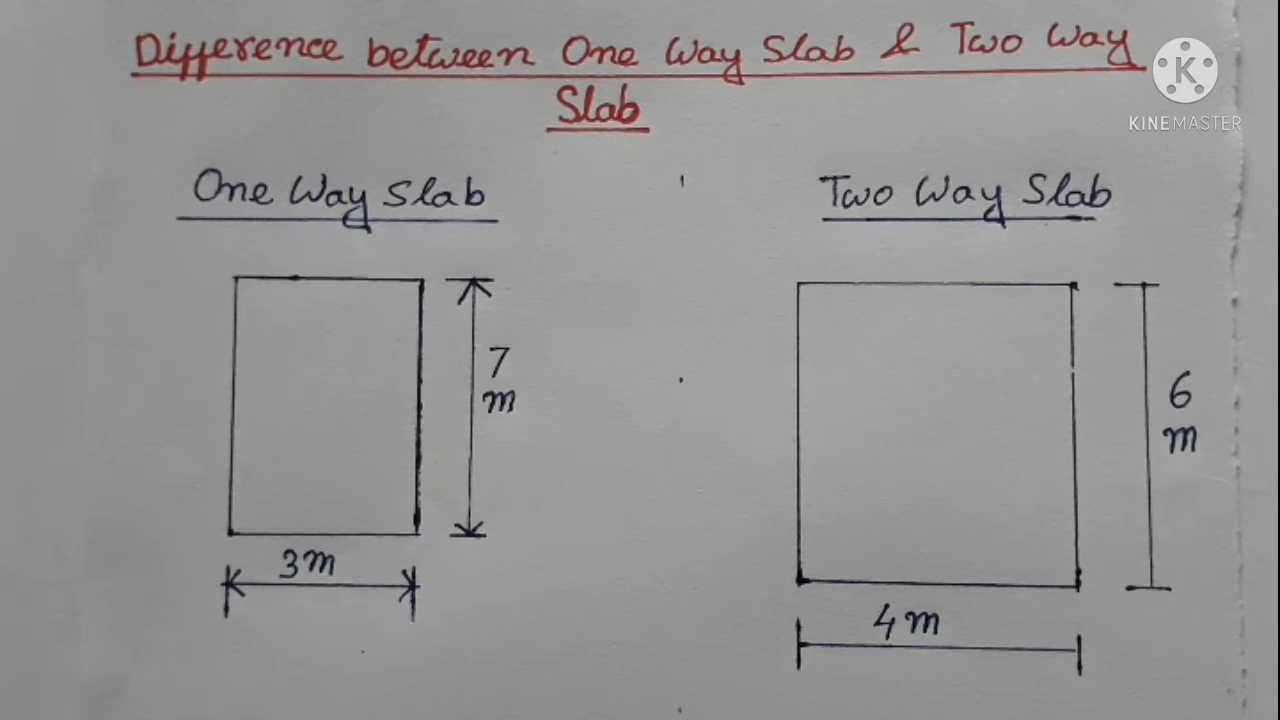 Difference between One Way Slab & Two Way
Slab
K
KINEMASTER
One Way Slab
Two Way Slab
7
m
3m
6
m
4m